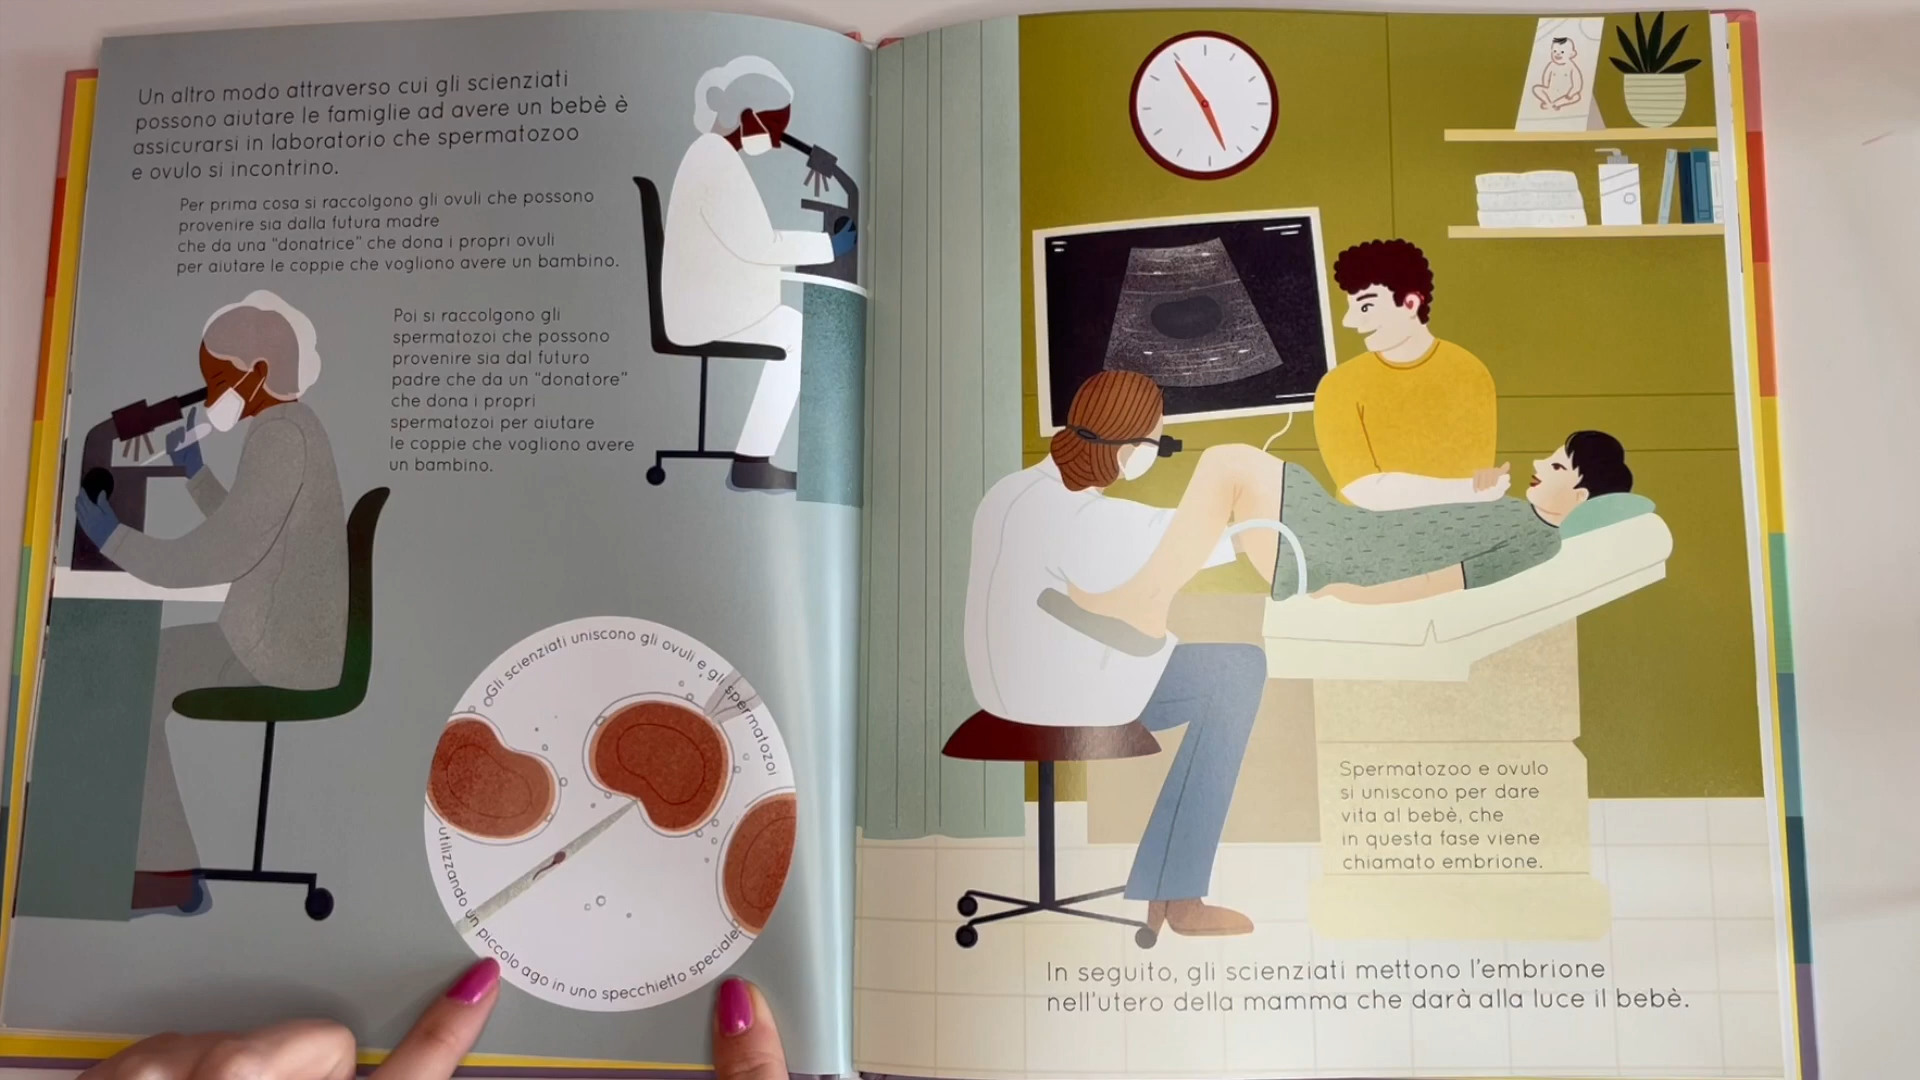 Un altro modo attraverso cui gli scienziati
possono aiutare le famiglie ad avere un bebè è
assicurarsi in laboratorio che spermatozoo
e ovulo si incontrino.
Per prima cosa si raccolgono gli ovuli che possono
provenire sia dalla futura madre
che da una "donatrice" che dona i propri ovuli
per aiutare le coppie che vogliono avere un bambino.
Poi si raccolgono gli
spermatozoi che possono
provenire sia dal futuro
padre che da un "donatore"
che dona i propri
spermatozoi per aiutare
le coppie che vogliono avere
un bambino.
Gli scienziati uniscono gli ovuli e gli spermatozoi
utilizzando un piccolo ago in uno specchietto speciale.
Spermatozoo e ovulo
si uniscono per dare
vita al bebè, che
in questa fase viene
chiamato embrione.
In seguito, gli scienziati mettono l'embrione
nell'utero della mamma che darà alla luce il bebè.